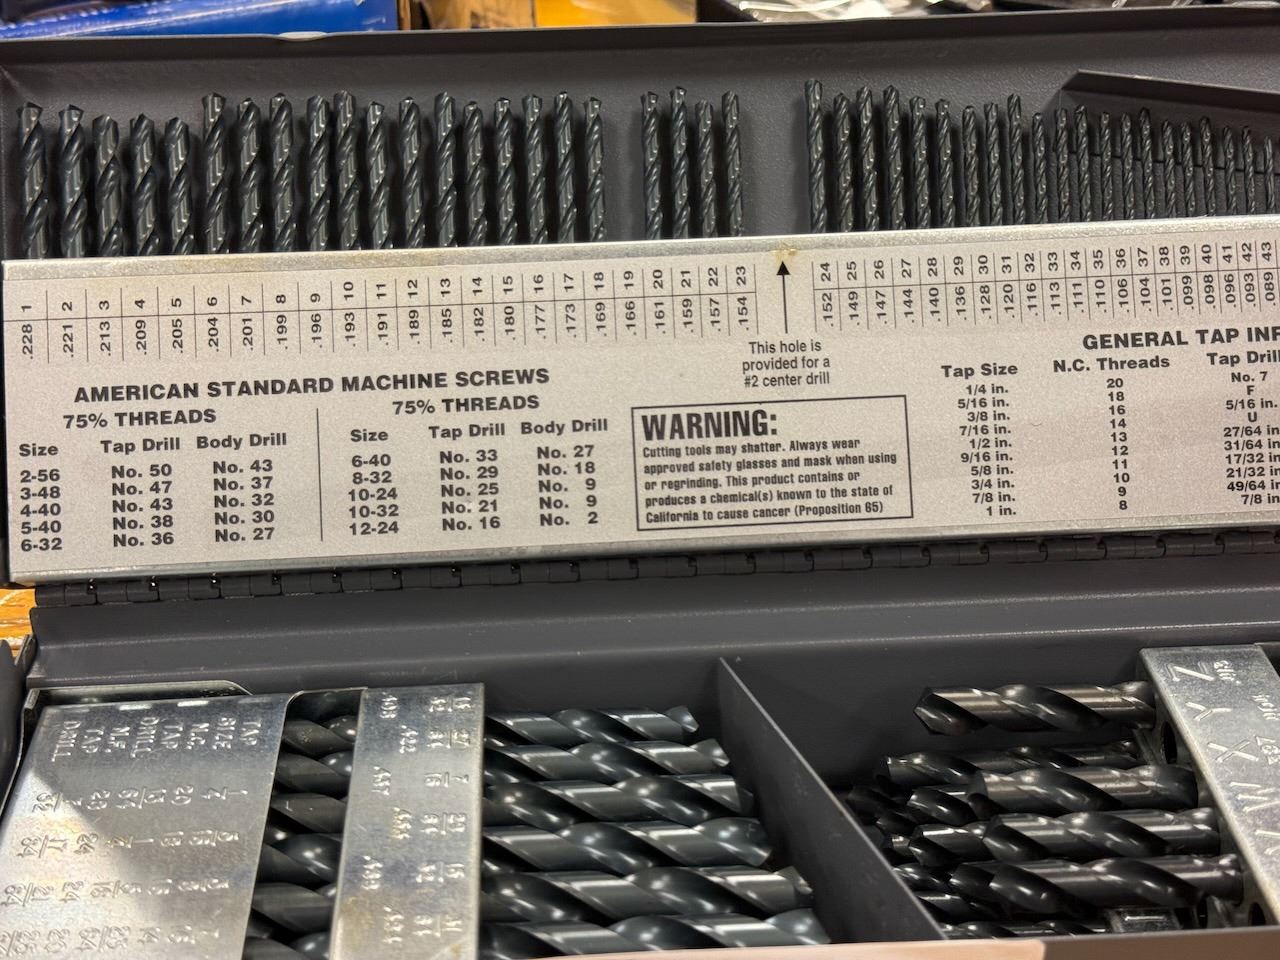 1 2 3 4 5 6 7 8 9 10 11 12 13 14 15 16 17 18 19 20 21 22 23
.228 .221 .213 .209 .205 .204 .201 .199 .196 .193 .191 .189 .185 .182 .180 .177 .173 .169 .166 .161 .159 .157 .154
24 25 26 27 28 29 30 31 32 33 34 35 36 37 38 39 40 41 42 43
.152 .149 .147 .144 .140 .136 .128 .120 .116 .113 .111 .110 .106 .104 .101 .099 .098 .096 .093 .089
This hole is
provided for a
#2 center drill
AMERICAN STANDARD MACHINE SCREWS
75% THREADS
Size Tap Drill Body Drill
2-56 No. 50 No. 43
3-48 No. 47 No. 37
4-40 No. 43 No. 32
5-40 No. 38 No. 30
6-32 No. 36 No. 27
75% THREADS
Size Tap Drill Body Drill
6-40 No. 33 No. 27
8-32 No. 29 No. 18
10-24 No. 25 No. 9
10-32 No. 21 No. 9
12-24 No. 16 No. 2
WARNING:
Cutting tools may shatter. Always wear
approved safety glasses and mask when using
or regrinding. This product contains or
produces a chemical(s) known to the state of
California to cause cancer (Proposition 65)
GENERAL TAP INF
Tap Size N.C. Threads Tap Dril
1/4 in. 20 No. 7
5/16 in. 18 F
3/8 in. 16 5/16 in.
7/16 in. 14 U
1/2 in. 13 27/64 in
9/16 in. 12 31/64 in
5/8 in. 11 17/32 in
3/4 in. 10 21/32 in
7/8 in. 9 49/64 in
1 in. 8 7/8 in
TAP SIZE
N.C. TAP DRILL
N.F. TAP DRILL
Z Y X W